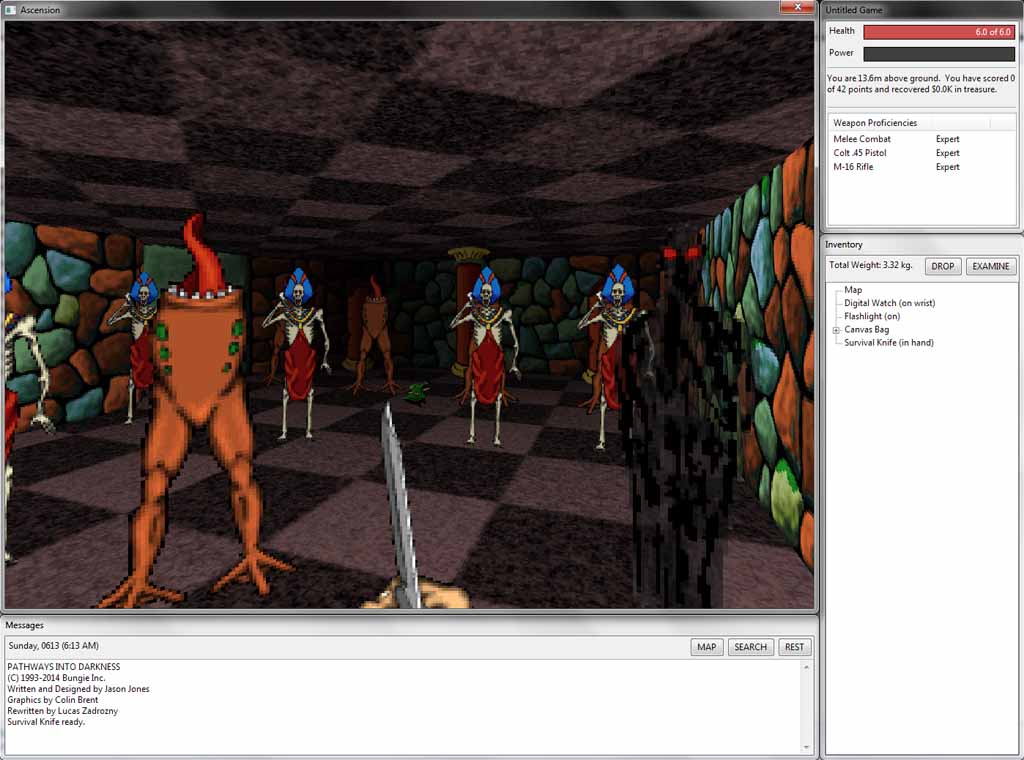 Ascension
Untitled Game
Health 6.0 of 6.0
Power
You are 13.6m above ground. You have scored 0
of 42 points and recovered $0.0K in treasure.
Weapon Proficiencies
Melee Combat Expert
Colt .45 Pistol Expert
M-16 Rifle Expert
Inventory
Total Weight: 3.32 kg. DROP EXAMINE
Map
Digital Watch (on wrist)
Flashlight (on)
Canvas Bag
Survival Knife (in hand)
Messages
Sunday, 0613 (6:13 AM) MAP SEARCH REST
PATHWAYS INTO DARKNESS
(C) 1993-2014 Bungie Inc.
Written and Designed by Jason Jones
Graphics by Colin Brent
Rewritten by Lucas Zadrozny
Survival Knife ready.